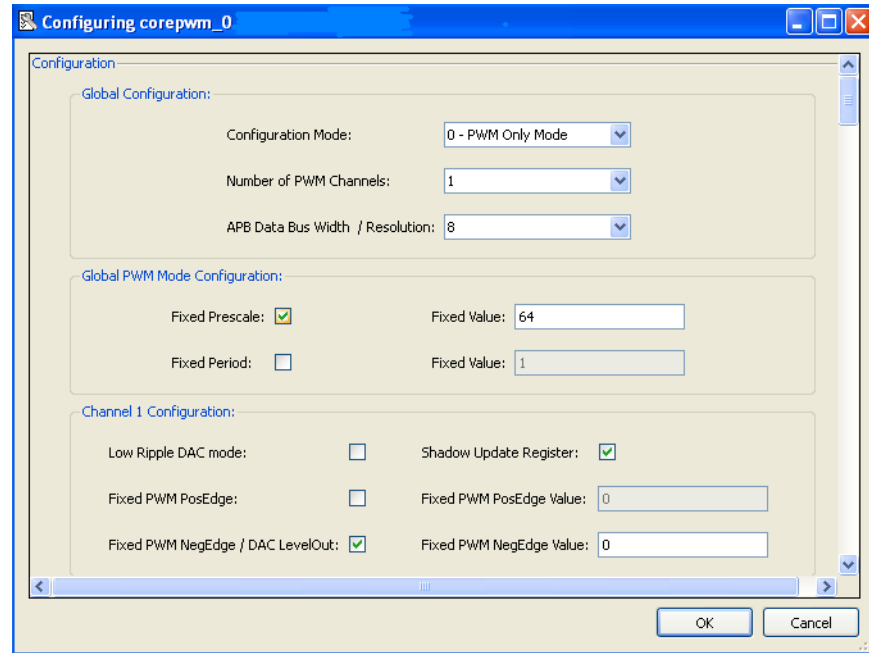 Configuring corepwm_0
Configuration
Global Configuration:
Configuration Mode: 0 - PWM Only Mode
Number of PWM Channels: 1
APB Data Bus Width / Resolution: 8
Global PWM Mode Configuration:
Fixed Prescale: Fixed Value: 64
Fixed Period: Fixed Value: 1
Channel 1 Configuration:
Low Ripple DAC mode: Shadow Update Register:
Fixed PWM PosEdge: Fixed PWM PosEdge Value: 0
Fixed PWM NegEdge / DAC LevelOut: Fixed PWM NegEdge Value: 0
OK Cancel